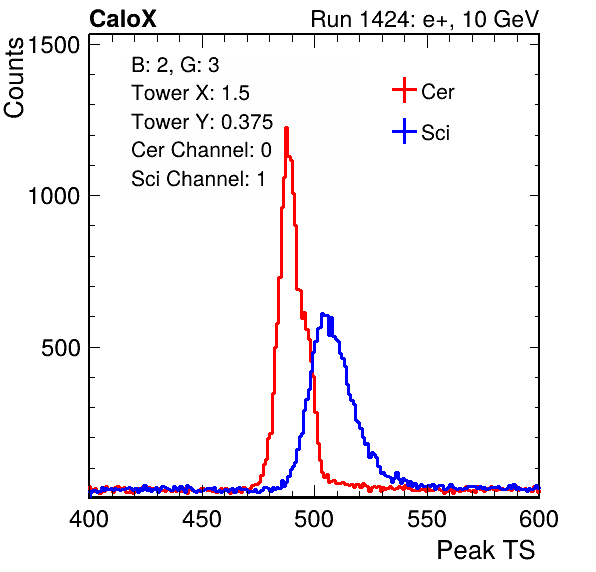 CaloX Run 1424: e+, 10 GeV
Counts
1500
B: 2, G: 3
Tower X: 1.5
Tower Y: 0.375
Cer Channel: 0
Sci Channel: 1
Cer
Sci
1000
500
400 450 500 550 600
Peak TS